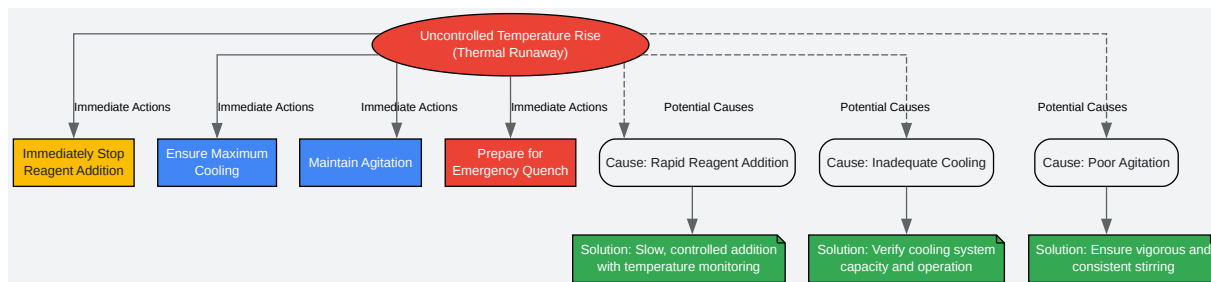 Uncontrolled Temperature Rise
(Thermal Runaway)
Immediate Actions
Immediate Actions
Immediate Actions
Immediate Actions
Potential Causes
Potential Causes
Potential Causes
Immediately Stop
Reagent Addition
Ensure Maximum
Cooling
Maintain Agitation
Prepare for
Emergency Quench
Cause: Rapid Reagent Addition
Cause: Inadequate Cooling
Cause: Poor Agitation
Solution: Slow, controlled addition
with temperature monitoring
Solution: Verify cooling system
capacity and operation
Solution: Ensure vigorous and
consistent stirring